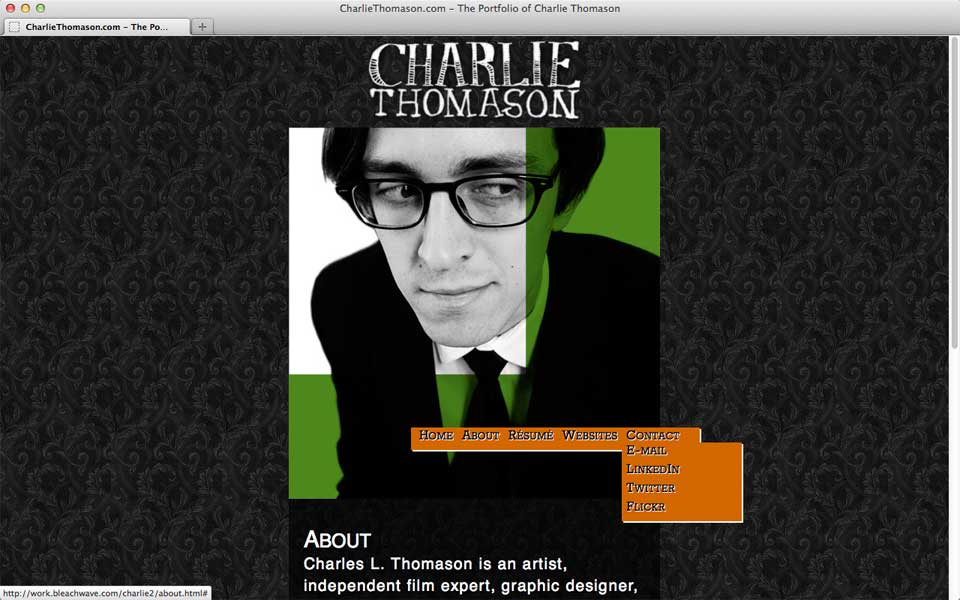 CharlieThomason.com – The Portfolio of Charlie Thomason
CharlieThomason.com – The Po...
CHARLIE
THOMASON
Home About Résumé Websites Contact
E-mail
LinkedIn
Twitter
Flickr
About
Charles L. Thomason is an artist,
independent film expert, graphic designer,
http://work.bleachwave.com/charlie2/about.html#